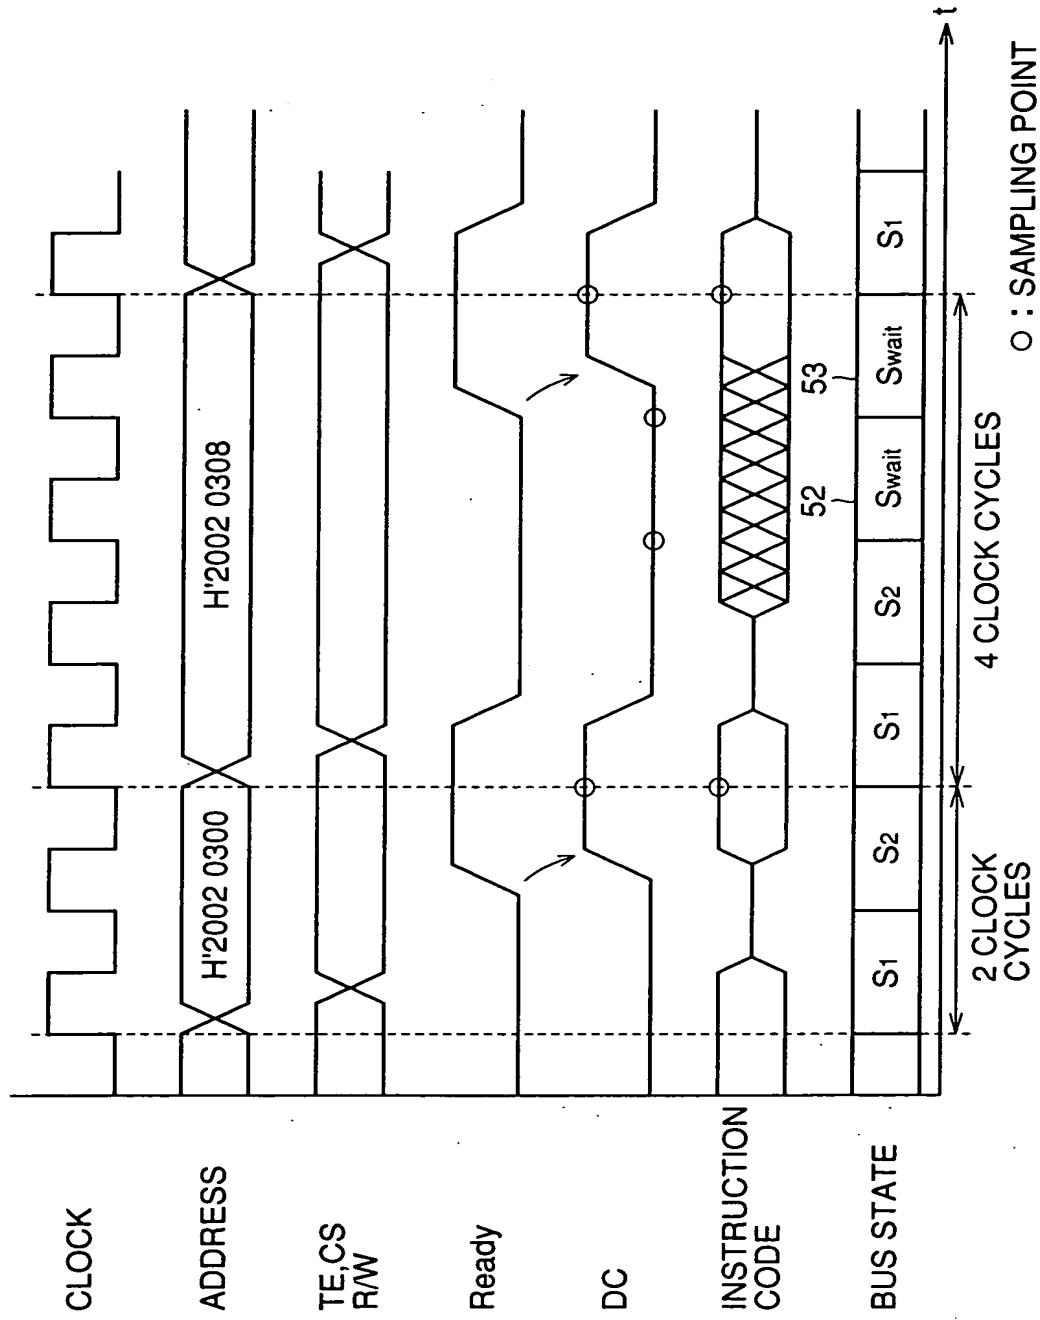 CLOCK
ADDRESS
H'2002 0300
H'2002 0308
TE,CS
R/W
Ready
DC
INSTRUCTION
CODE
52
53
BUS STATE
S1
S2
S1
S2
Swait
Swait
S1
2 CLOCK
CYCLES
4 CLOCK CYCLES
t
O : SAMPLING POINT